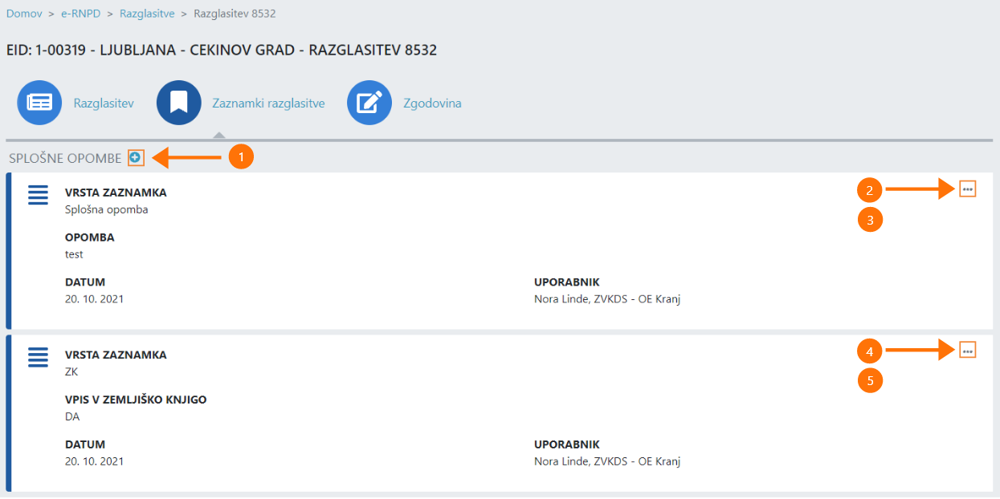 Domov > e-RNPD > Razglasitve > Razglasitev 8532
EID: 1-00319 - LJUBLJANA - CEKINOV GRAD - RAZGLASITEV 8532
Razglasitev Zaznamki razglasitve Zgodovina
SPLOŠNE OPOMBE 1
VRSTA ZAZNAMKA 2
Splošna opomba 3
OPOMBA
test
DATUM UPORABNIK
20. 10. 2021 Nora Linde, ZVKDS - OE Kranj
VRSTA ZAZNAMKA 4
ZK 5
VPIS V ZEMLJIŠKO KNJIGO
DA
DATUM UPORABNIK
20. 10. 2021 Nora Linde, ZVKDS - OE Kranj